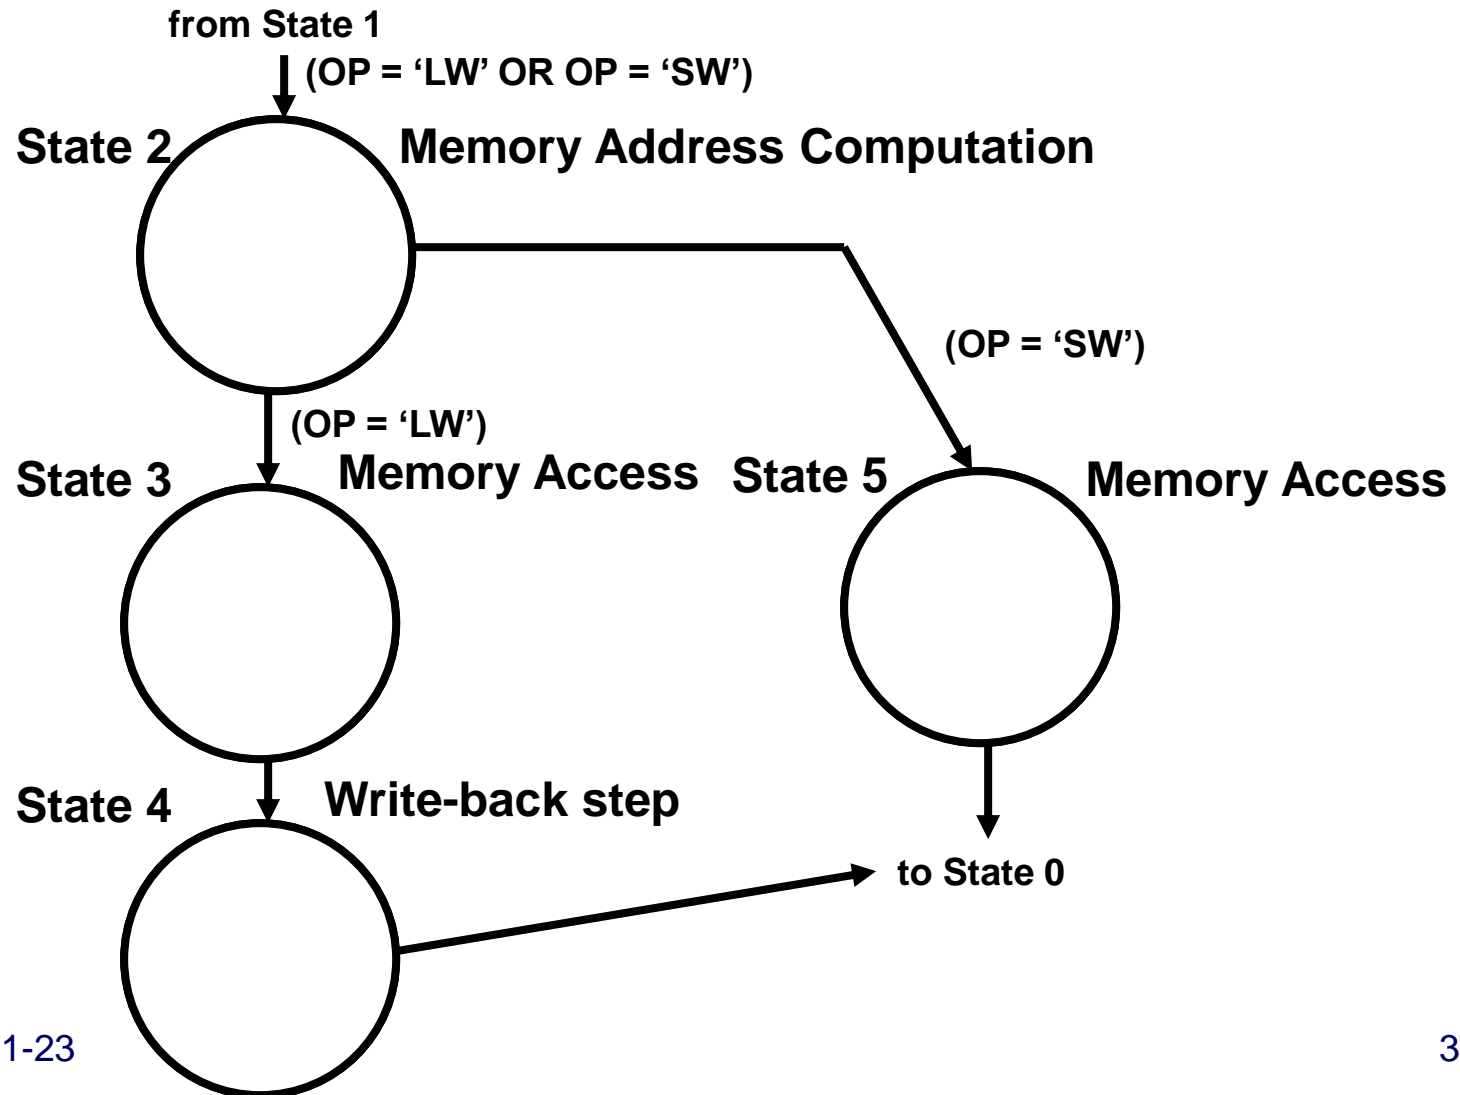 from State 1
(OP = ‘LW’ OR OP = ‘SW’)
State 2
Memory Address Computation
(OP = ‘SW’)
(OP = ‘LW’)
State 3
Memory Access
State 5
Memory Access
State 4
Write-back step
to State 0
1-23
3